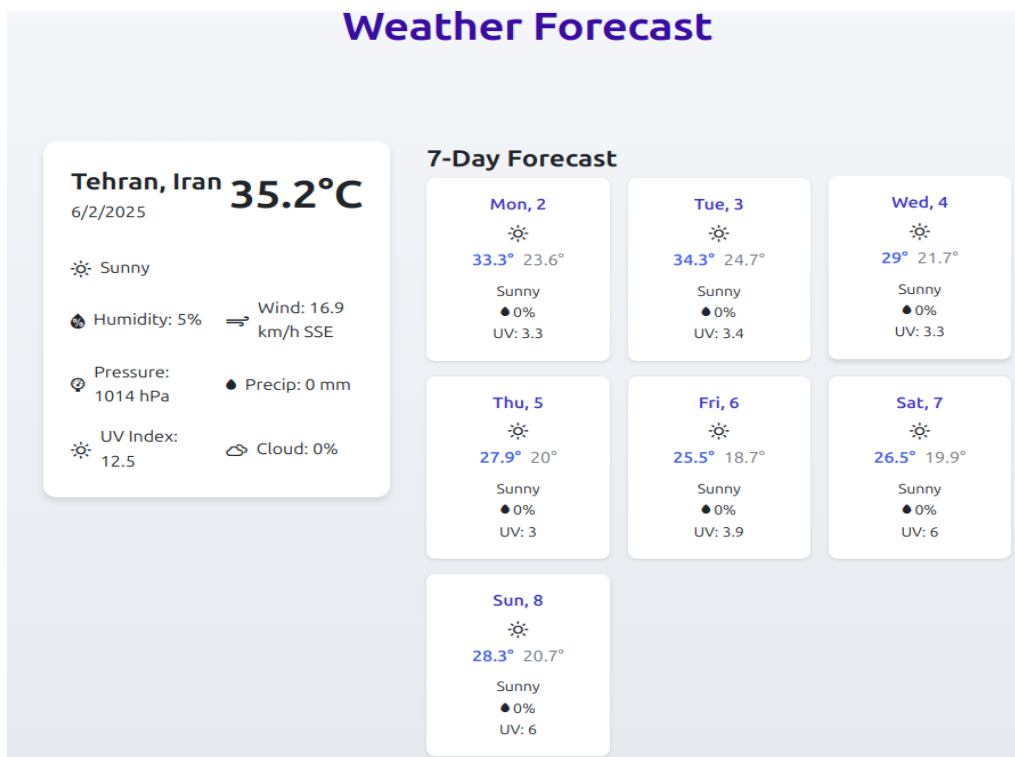 Weather Forecast
Tehran, Iran
35.2°C
6/2/2025
Sunny
Humidity: 5%
Wind: 16.9
km/h SSE
Pressure:
1014 hPa
Precip: 0 mm
UV Index:
12.5
Cloud: 0%
7-Day Forecast
Mon, 2
33.3° 23.6°
Sunny
0%
UV: 3.3
Tue, 3
34.3° 24.7°
Sunny
0%
UV: 3.4
Wed, 4
29° 21.7°
Sunny
0%
UV: 3.3
Thu, 5
27.9° 20°
Sunny
0%
UV: 3
Fri, 6
25.5° 18.7°
Sunny
0%
UV: 3.9
Sat, 7
26.5° 19.9°
Sunny
0%
UV: 6
Sun, 8
28.3° 20.7°
Sunny
0%
UV: 6